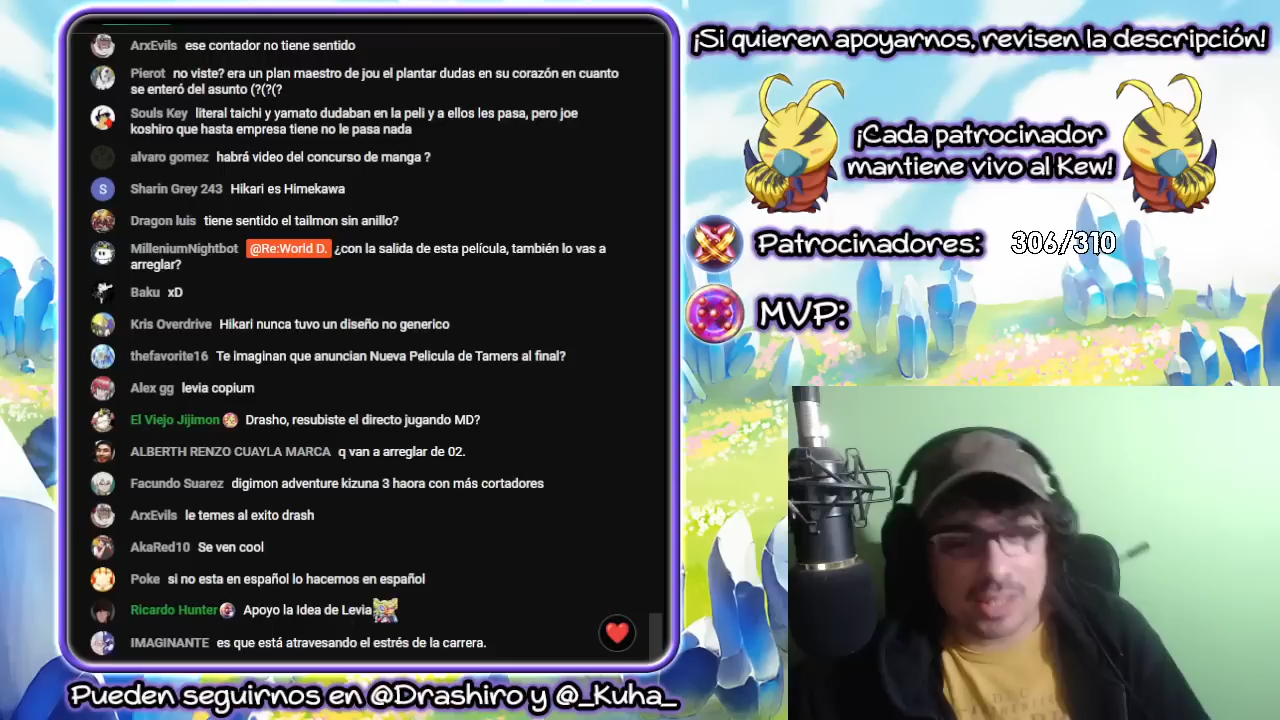 ArxEvils ese contador no tiene sentido
Pierot no viste? era un plan maestro de jou el plantar dudas en su corazón en cuanto
se enteró del asunto (?(?(?
Souls Key literal taichi y yamato dudaban en la peli y a ellos les pasa, pero joe
koshiro que hasta empresa tiene no le pasa nada
alvaro gomez habrá video del concurso de manga ?
S Sharin Grey 243 Hikari es Himekawa
Dragon luis tiene sentido el tailmon sin anillo?
MilleniumNightbot @Re:World D. ¿con la salida de esta película, también lo vas a
arreglar?
Baku xD
Kris Overdrive Hikari nunca tuvo un diseño no generico
thefavorite16 Te imaginan que anuncian Nueva Pelicula de Tamers al final?
Alex gg levia copium
El Viejo Jijimon Drasho, resubiste el directo jugando MD?
ALBERTH RENZO CUAYLA MARCA q van a arreglar de 02.
Facundo Suarez digimon adventure kizuna 3 haora con más cortadores
ArxEvils le temes al exito drash
AkaRed10 Se ven cool
Poke si no esta en español lo hacemos en español
Ricardo Hunter Apoyo la Idea de Levia
IMAGINANTE es que está atravesando el estrés de la carrera.
Pueden seguirnos en @Drashiro y @_Kuha_
¡Si quieren apoyarnos, revisen la descripción!
¡Cada patrocinador
mantiene vivo al Kew!
Patrocinadores: 306/310
MVP: